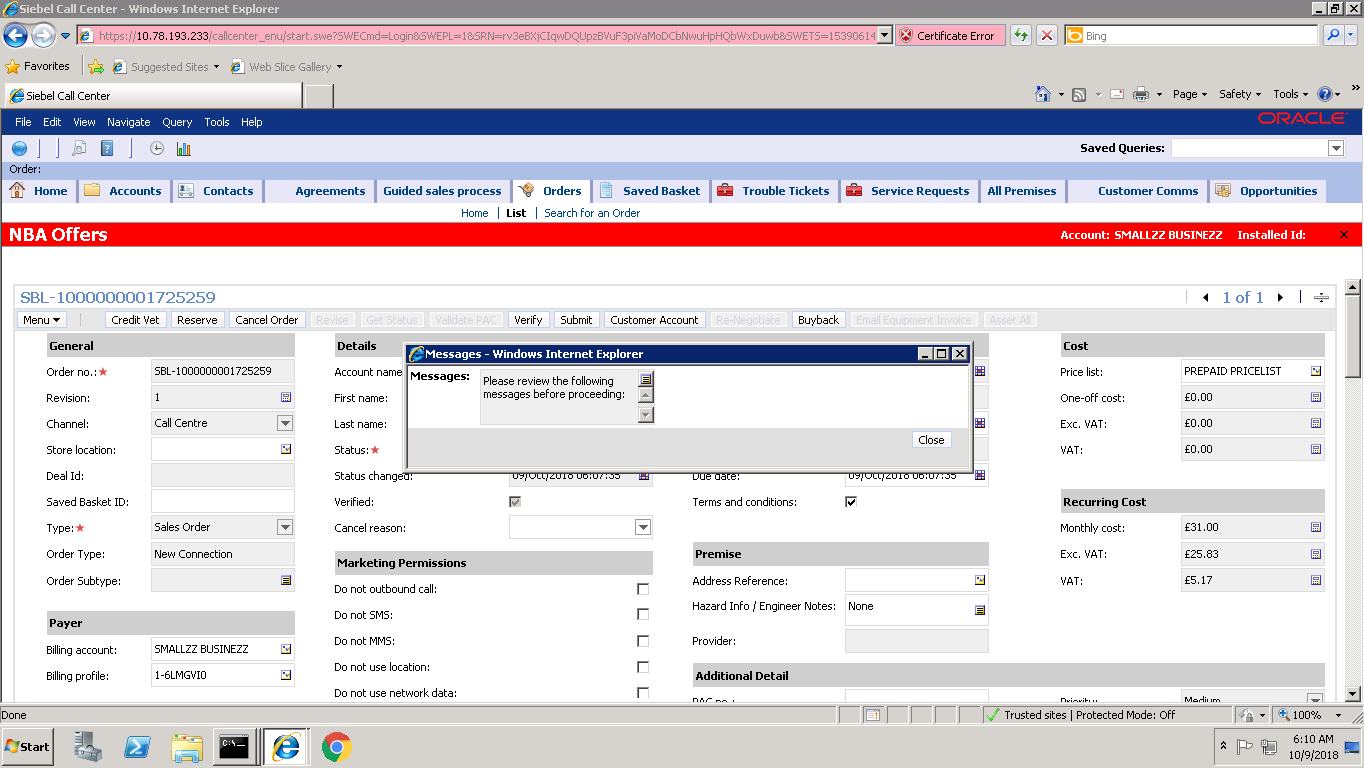 Siebel Call Center - Windows Internet Explorer
https://10.78.193.233/callcenter_enu/start.swe?SWECmd=Login&SWEPL=1&SRN=rv3eBXjCIqwDQUpzBVuF3piVaMoDCbNwuHpHQbWxDuwb&SWETS=15390614 Certificate Error Bing
Favorites Suggested Sites Web Slice Gallery
Siebel Call Center Page Safety Tools
File Edit View Navigate Query Tools Help ORACLE
Saved Queries:
Order:
Home Accounts Contacts Agreements Guided sales process Orders Saved Basket Trouble Tickets Service Requests All Premises Customer Comms Opportunities
Home List Search for an Order
NBA Offers Account: SMALLZZ BUSINEZZ Installed Id:
SBL-1000000001725259 1 of 1
Menu Credit Vet Reserve Cancel Order Revise Get Status Validate PAC Verify Submit Customer Account Re-Negotiate Buyback Email Equipment Invoice Asset All
General
Order no.: SBL-1000000001725259
Revision: 1
Channel: Call Centre
Store location:
Deal Id:
Saved Basket ID:
Type: Sales Order
Order Type: New Connection
Order Subtype:
Payer
Billing account: SMALLZZ BUSINEZZ
Billing profile: 1-6LMGVI0
Details
Account name
First name:
Last name:
Status:
Status changed: 09/Oct/2018 06:07:35
Verified:
Cancel reason:
Marketing Permissions
Do not outbound call:
Do not SMS:
Do not MMS:
Do not use location:
Do not use network data:
Messages - Windows Internet Explorer
Messages: Please review the following
messages before proceeding:
Close
Due date: 09/Oct/2018 06:07:35
Terms and conditions:
Premise
Address Reference:
Hazard Info / Engineer Notes: None
Provider:
Additional Detail
PAC no.:
Priority: Medium
Cost
Price list: PREPAID PRICELIST
One-off cost: £0.00
Exc. VAT: £0.00
VAT: £0.00
Recurring Cost
Monthly cost: £31.00
Exc. VAT: £25.83
VAT: £5.17
Done Trusted sites | Protected Mode: Off 100%
Start 6:10 AM
10/9/2018